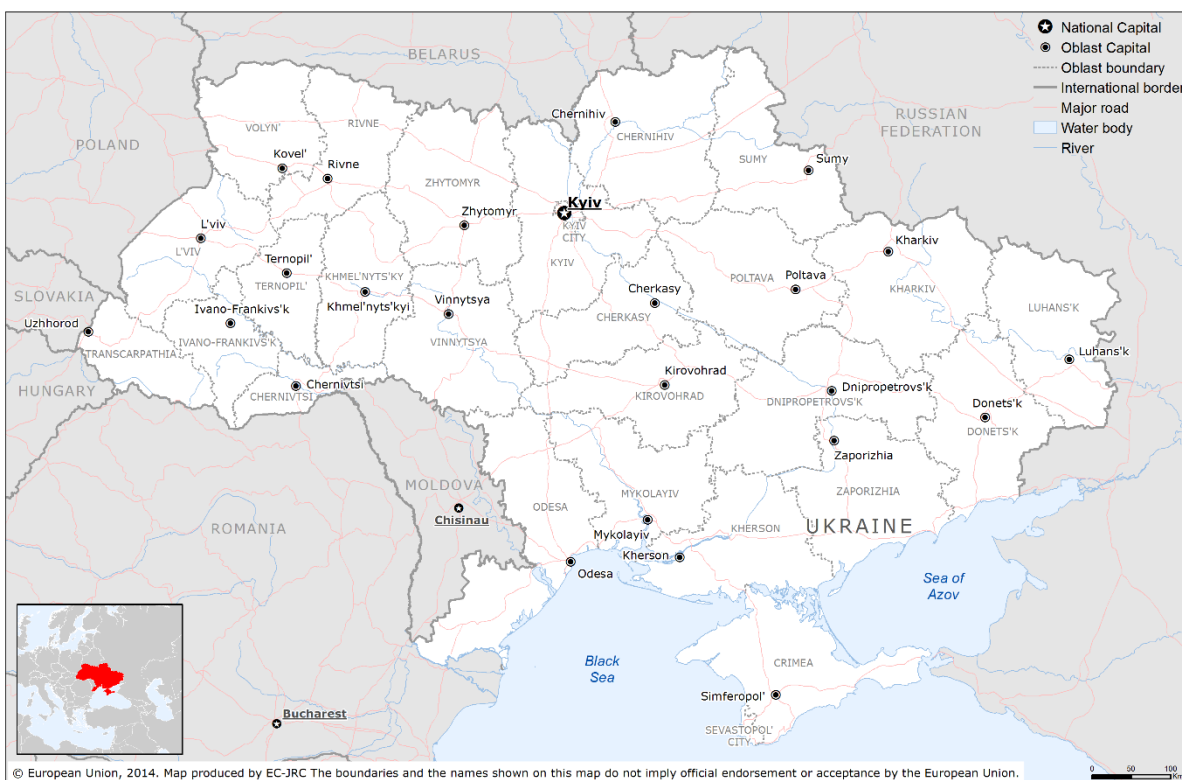 National Capital
Oblast Capital
Oblast boundary
International border
Major road
Water body
River
BELARUS
RUSSIAN
FEDERATION
POLAND
SLOVAKIA
HUNGARY
ROMANIA
MOLDOVA
Chisinau
Bucharest
UKRAINE
Chernihiv
CHERNIHIV
VOLYN'
RIVNE
Kovel'
Rivne
ZHYTOMYR
Zhytomyr
SUMY
Sumy
Kyiv
KYIV
CITY
KYIV
L'viv
L'VIV
Ternopil'
TERNOPIL'
KHMEL'NYTS'KY
Khmel'nyts'kyi
Vinnytsya
VINNYTSYA
Ivano-Frankivs'k
IVANO-FRANKIVS'K
Uzhhorod
TRANSCARPATHIA
Chernivtsi
CHERNIVTSI
Cherkasy
CHERKASY
POLTAVA
Poltava
Kharkiv
KHARKIV
LUHANS'K
Luhans'k
Kirovohrad
KIROVOHRAD
Dnipropetrovs'k
DNIPROPETROVS'K
Donets'k
DONETS'K
Zaporizhia
ZAPORIZHIA
ODESA
Odesa
MYKOLAYIV
Mykolayiv
KHERSON
Kherson
Sea of
Azov
Black
Sea
CRIMEA
Simferopol'
SEVASTOPOL'
CITY
0 50 100
Km
© European Union, 2014. Map produced by EC-JRC The boundaries and the names shown on this map do not imply official endorsement or acceptance by the European Union.